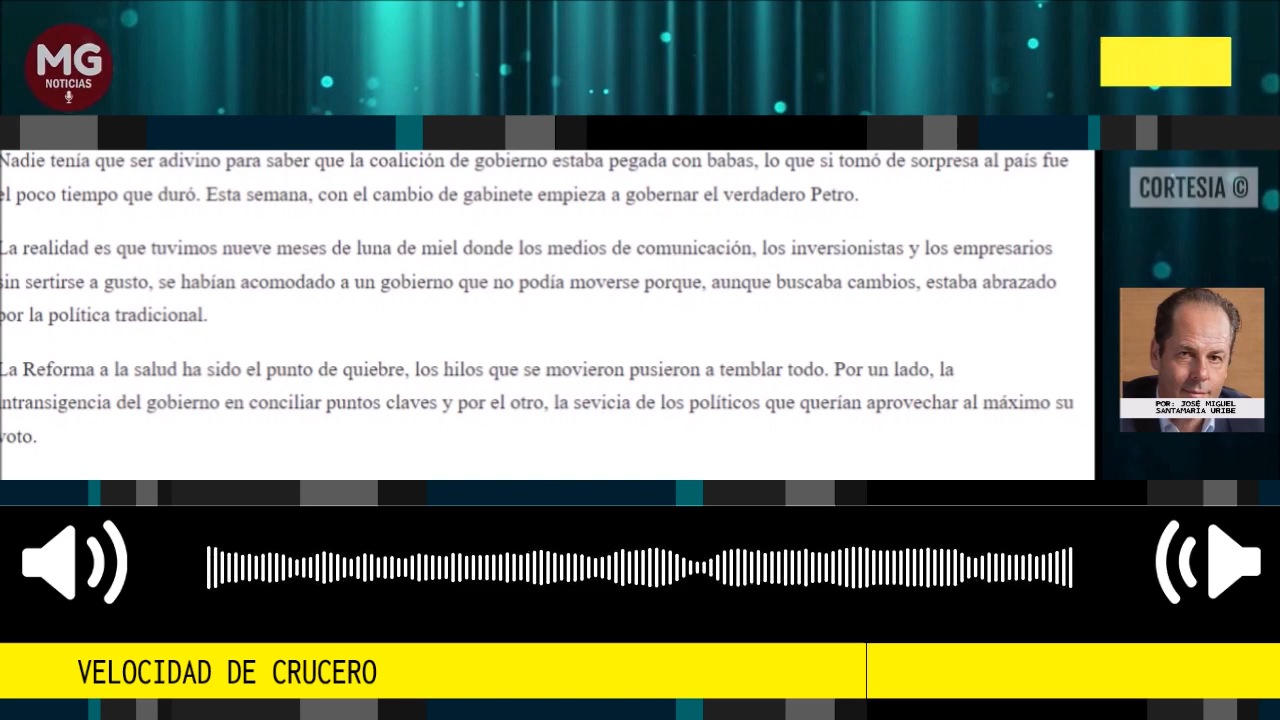 MG
NOTICIAS
Nadie tenía que ser adivino para saber que la coalición de gobierno estaba pegada con babas, lo que si tomó de sorpresa al país fue
el poco tiempo que duró. Esta semana, con el cambio de gabinete empieza a gobernar el verdadero Petro.
La realidad es que tuvimos nueve meses de luna de miel donde los medios de comunicación, los inversionistas y los empresarios
sin sertirse a gusto, se habían acomodado a un gobierno que no podía moverse porque, aunque buscaba cambios, estaba abrazado
por la política tradicional.
La Reforma a la salud ha sido el punto de quiebre, los hilos que se movieron pusieron a temblar todo. Por un lado, la
intransigencia del gobierno en conciliar puntos claves y por el otro, la sevicia de los políticos que querían aprovechar al máximo su
voto.
CORTESIA ©
POR: JOSÉ MIGUEL
SANTAMARÍA URIBE
VELOCIDAD DE CRUCERO